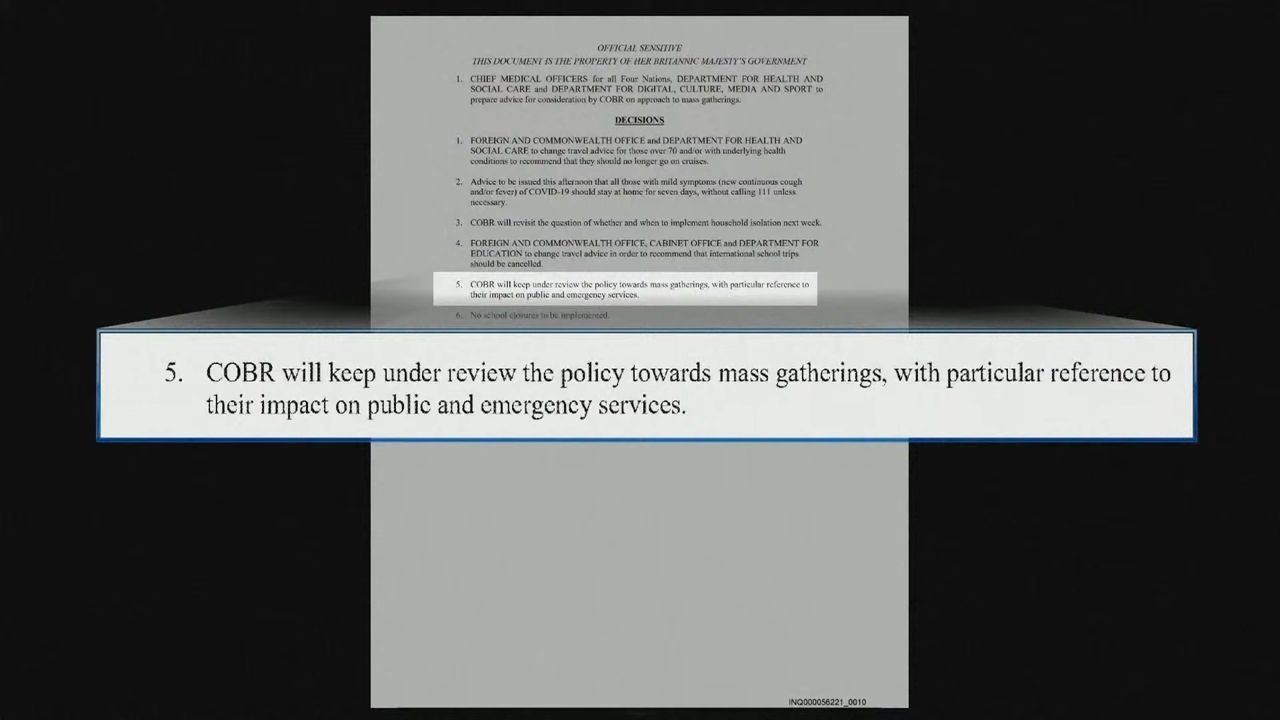 OFFICIAL SENSITIVE
THIS DOCUMENT IS THE PROPERTY OF HER BRITANNIC MAJESTY'S GOVERNMENT
1. CHIEF MEDICAL OFFICERS for all Four Nations, DEPARTMENT FOR HEALTH AND
SOCIAL CARE and DEPARTMENT FOR DIGITAL, CULTURE, MEDIA AND SPORT to
prepare advice for consideration by COBR on approach to mass gatherings.
DECISIONS
1. FOREIGN AND COMMONWEALTH OFFICE and DEPARTMENT FOR HEALTH AND
SOCIAL CARE to change travel advice for those over 70 and/or with underlying health
conditions to recommend that they should no longer go on cruises.
2. Advice to be issued this afternoon that all those with mild symptoms (new continuous cough
and/or fever) of COVID-19 should stay at home for seven days, without calling 111 unless
necessary.
3. COBR will revisit the question of whether and when to implement household isolation next week.
4. FOREIGN AND COMMONWEALTH OFFICE, CABINET OFFICE and DEPARTMENT FOR
EDUCATION to change travel advice in order to recommend that international school trips
should be cancelled.
5. COBR will keep under review the policy towards mass gatherings, with particular reference to
their impact on public and emergency services.
6. No school closures to be implemented.
5. COBR will keep under review the policy towards mass gatherings, with particular reference to
their impact on public and emergency services.
INQ000056221_0010